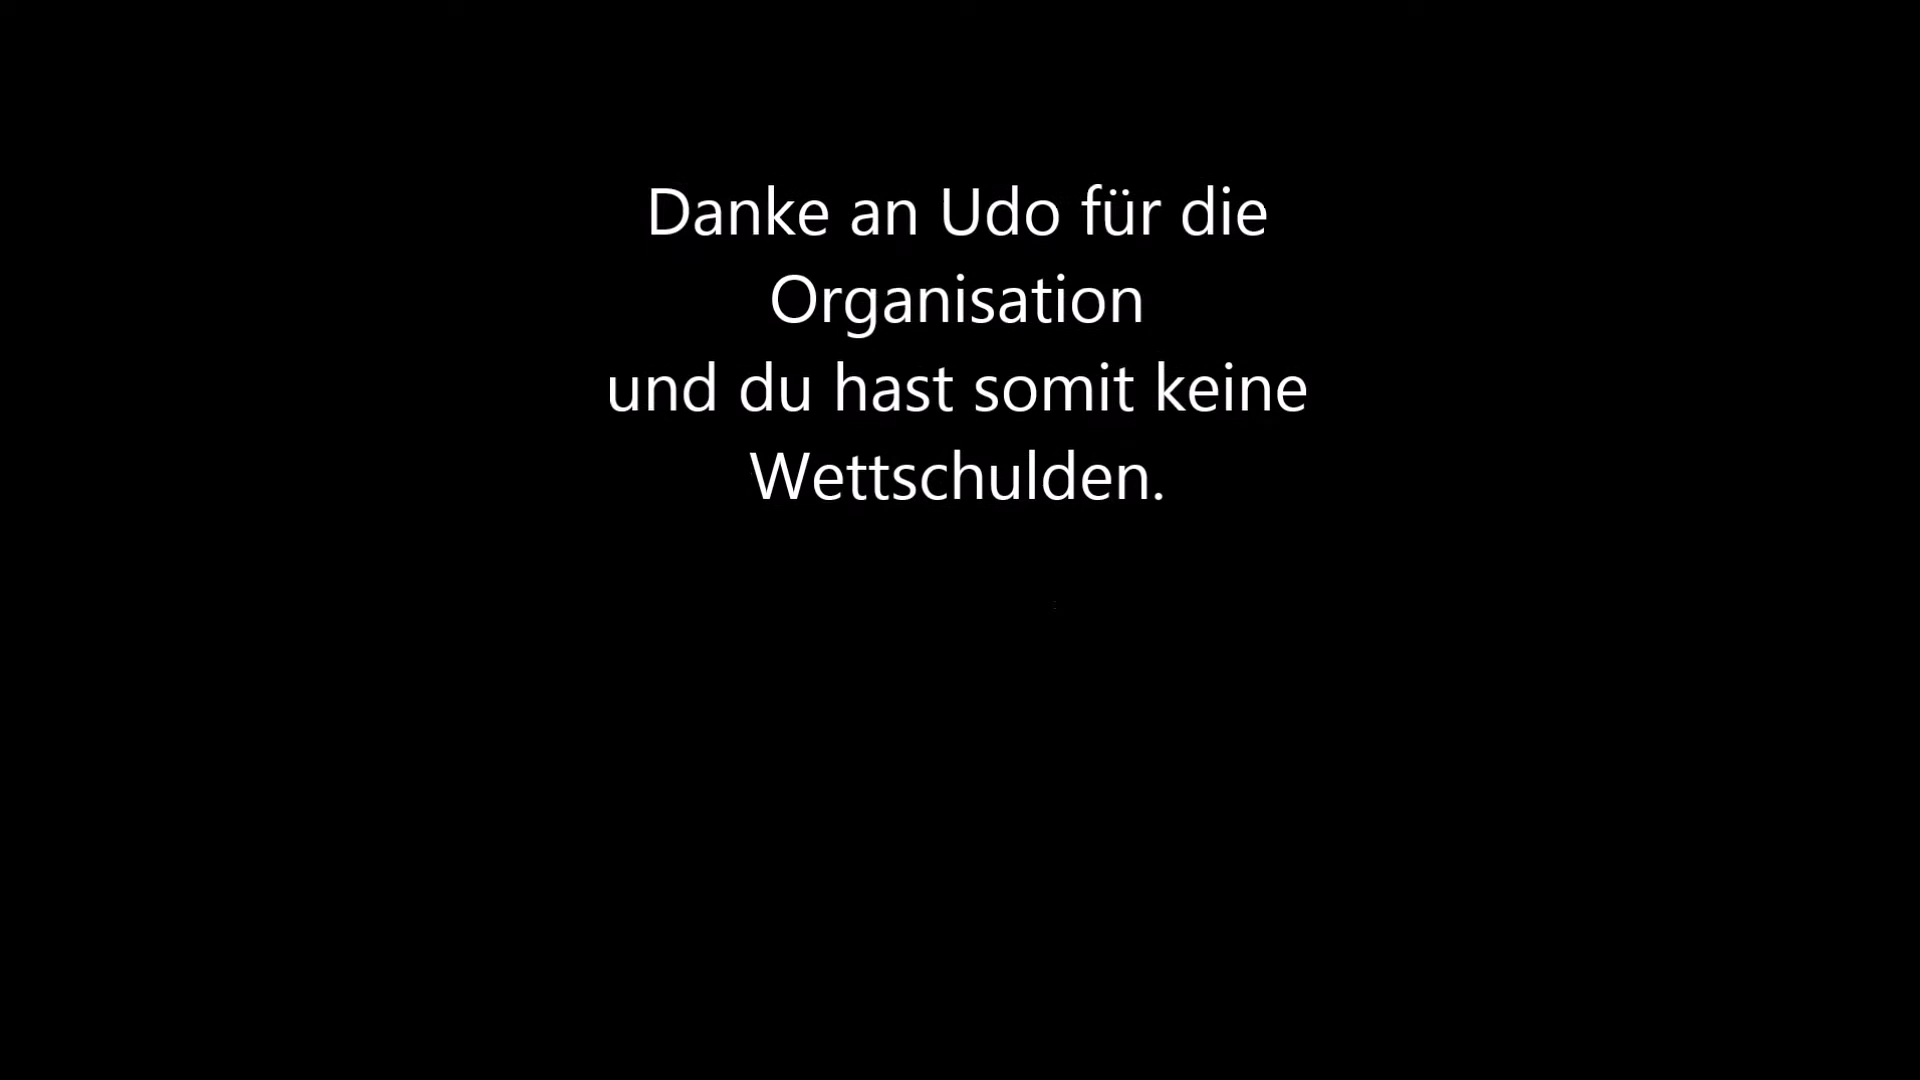 Danke an Udo für die
Organisation
und du hast somit keine
Wettschulden.